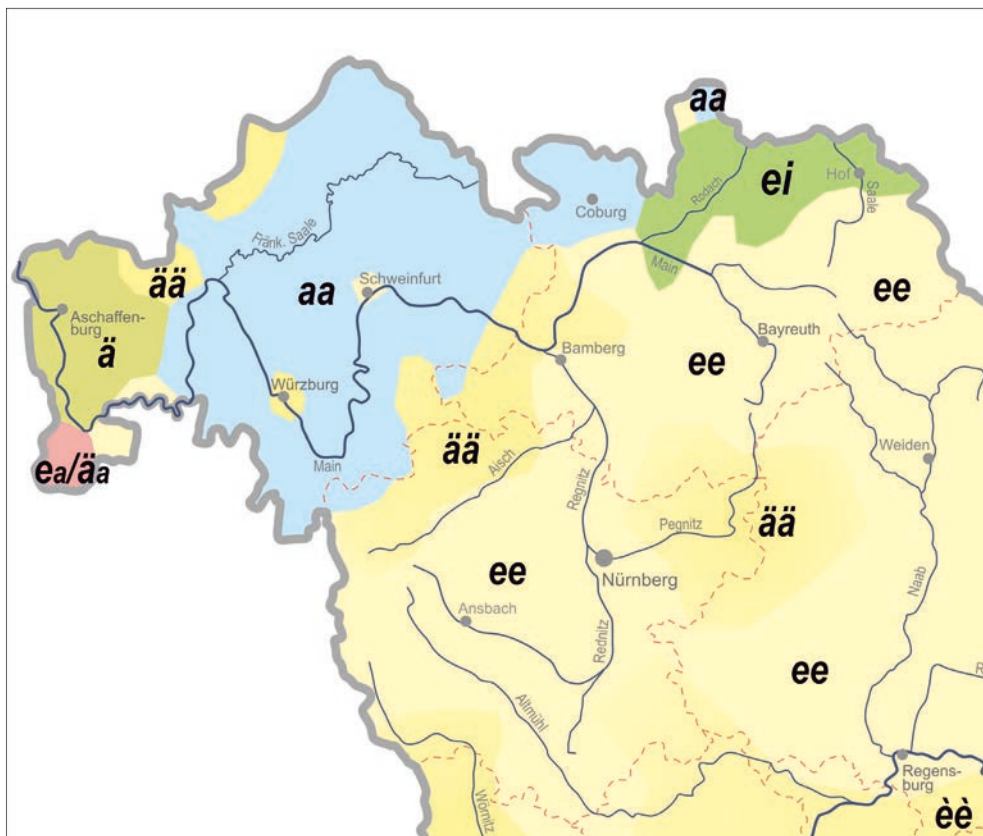 aa
ei
Hof
Saale
Rodach
Coburg
Fränk. Saale
Main
ää
aa
Schweinfurt
ee
Aschaffen-
burg
ä
Bayreuth
Bamberg
ee
Würzburg
ea/äa
Main
ää
Aisch
Regnitz
Weiden
Pegnitz
ää
ee
Nürnberg
Naab
Ansbach
Rednitz
ee
R
Altmühl
Regens-
burg
Wörnitz
èè